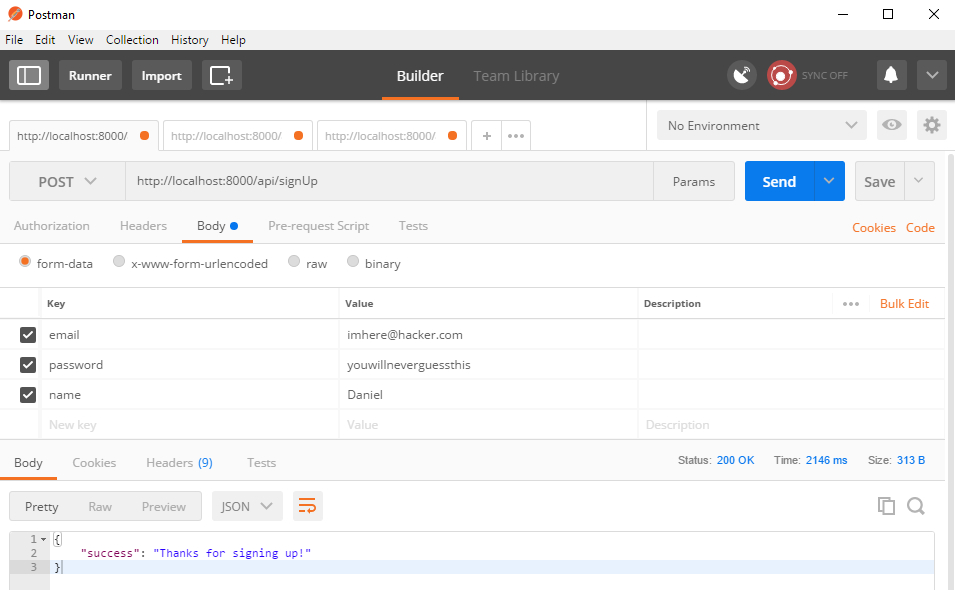 Postman
File Edit View Collection History Help
Runner Import Builder Team Library SYNC OFF
http://localhost:8000/ http://localhost:8000/ http://localhost:8000/ + ••• No Environment
POST http://localhost:8000/api/signUp Params Send Save
Authorization Headers Body Pre-request Script Tests Cookies Code
form-data x-www-form-urlencoded raw binary
Key Value Description ••• Bulk Edit
email imhere@hacker.com
password youwillneverguessthis
name Daniel
New key Value Description
Body Cookies Headers (9) Tests Status: 200 OK Time: 2146 ms Size: 313 B
Pretty Raw Preview JSON
1 {
2 "success": "Thanks for signing up!"
3 }